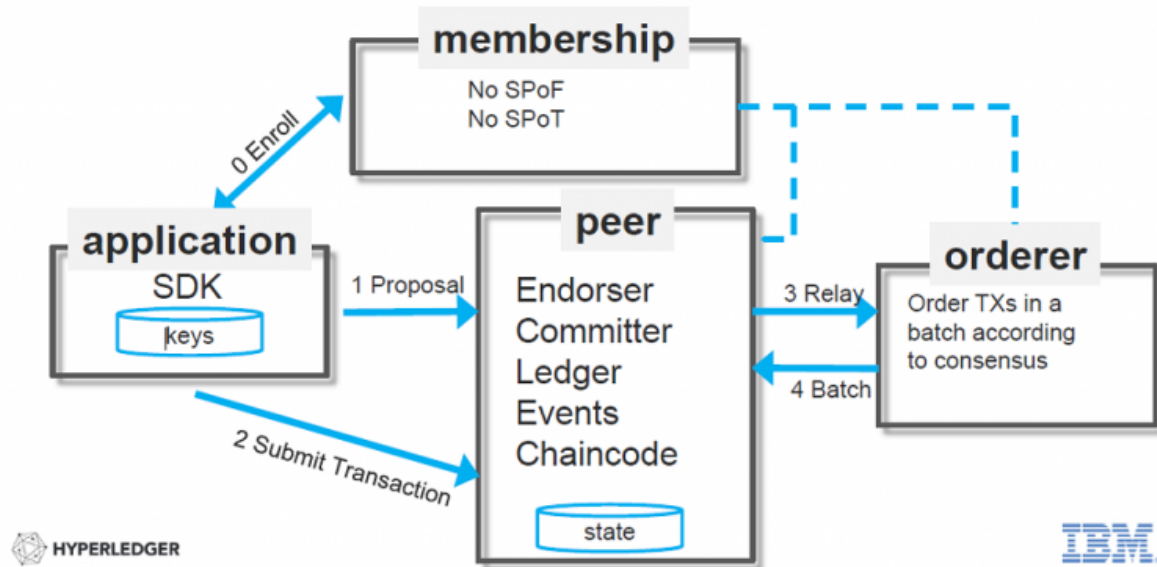 membership
No SPoF
No SPoT
0 Enroll
application
SDK
keys
1 Proposal
2 Submit Transaction
peer
Endorser
Committer
Ledger
Events
Chaincode
state
3 Relay
4 Batch
orderer
Order TXs in a
batch according
to consensus
HYPERLEDGER
IBM